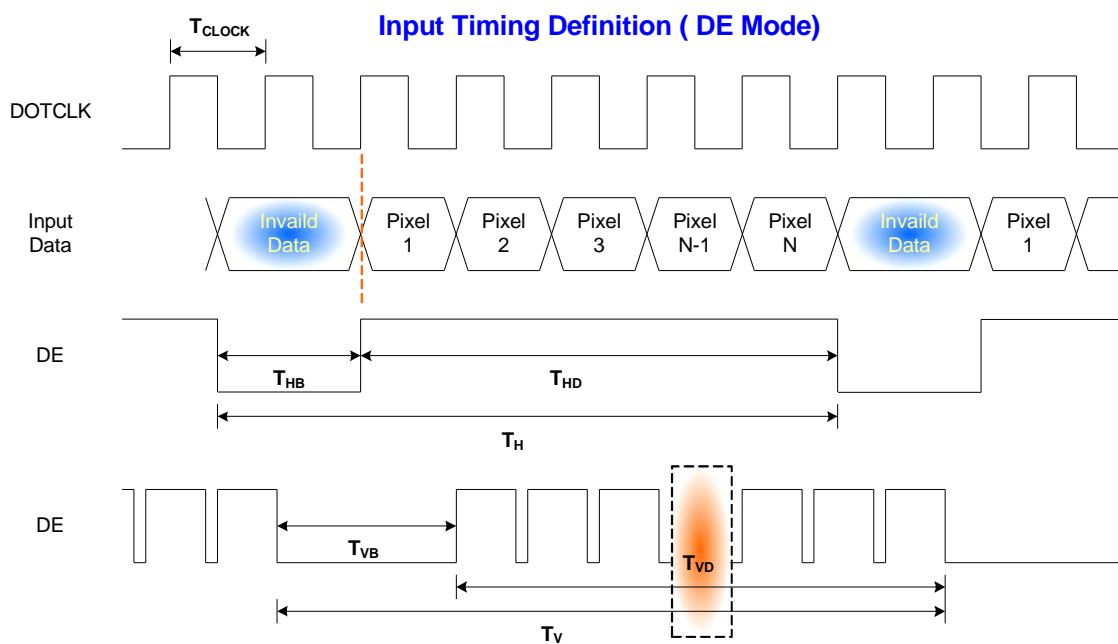 Input Timing Definition ( DE Mode)
TCLOCK
DOTCLK
Input
Data
Invaild
Data
Pixel
1
Pixel
2
Pixel
3
Pixel
N-1
Pixel
N
Invaild
Data
Pixel
1
DE
THB
THD
TH
DE
TVB
TVD
TV